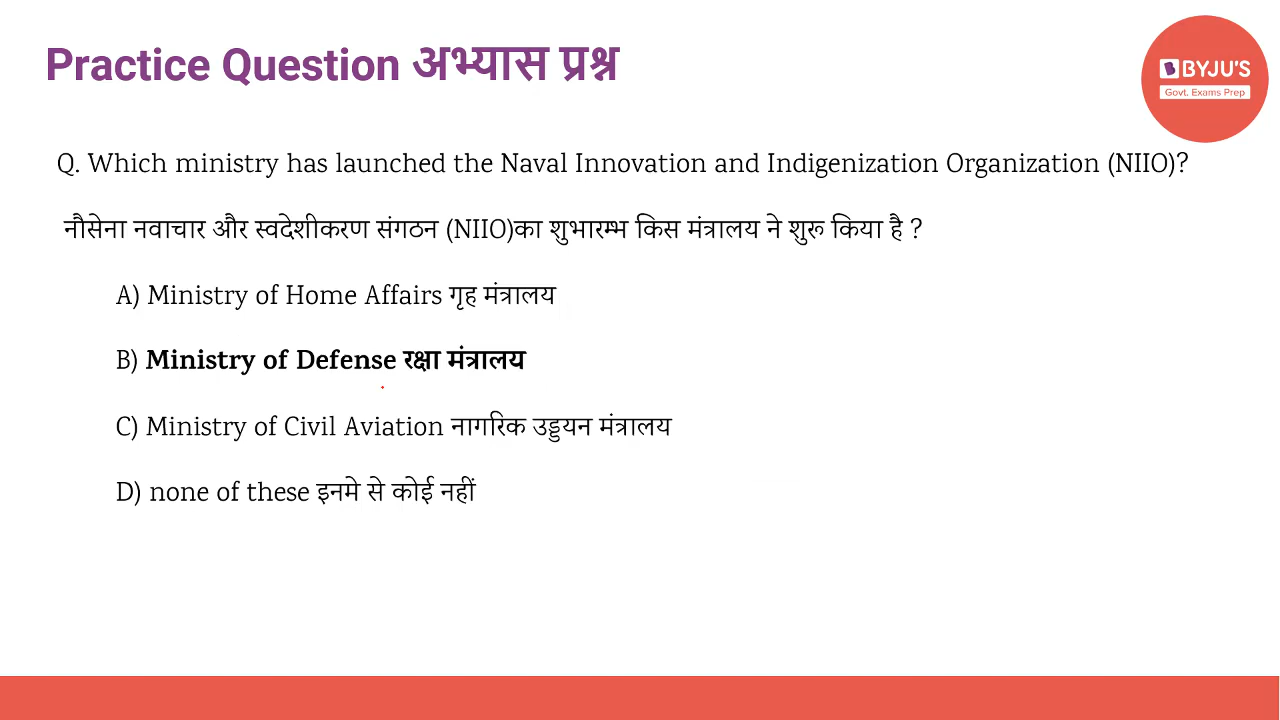 Practice Question अभ्यास प्रश्न
BYJU'S
Govt. Exams Prep
Q. Which ministry has launched the Naval Innovation and Indigenization Organization (NIIO)?
नौसेना नवाचार और स्वदेशीकरण संगठन (NIIO)का शुभारम्भ किस मंत्रालय ने शुरू किया है ?
A) Ministry of Home Affairs गृह मंत्रालय
B) Ministry of Defense रक्षा मंत्रालय
C) Ministry of Civil Aviation नागरिक उड्डयन मंत्रालय
D) none of these इनमे से कोई नहीं